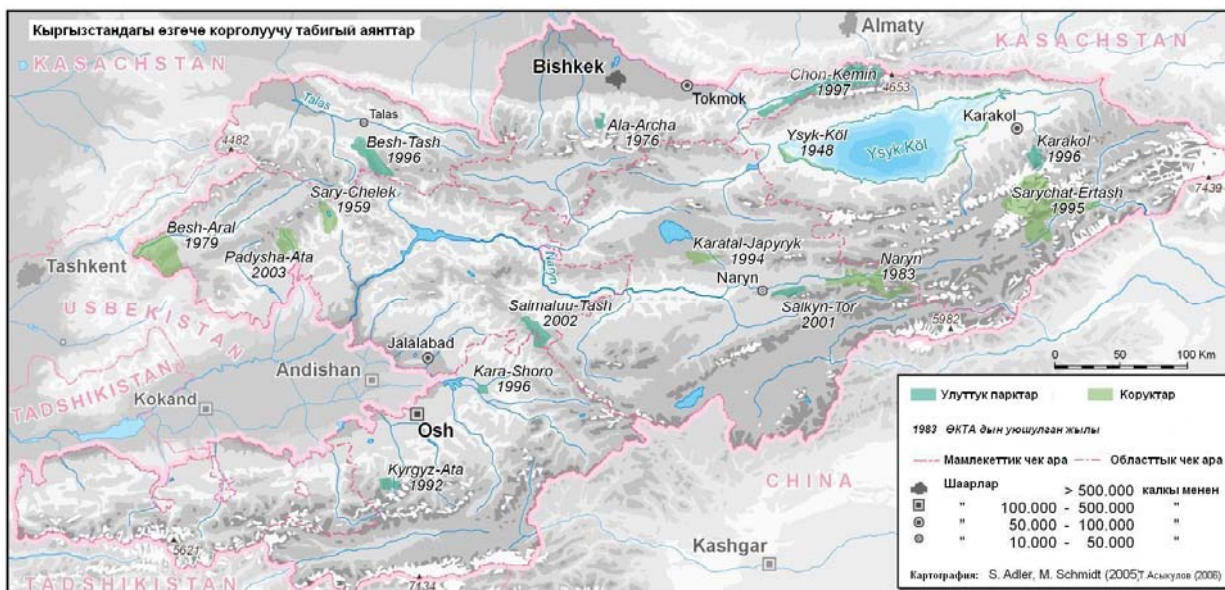 Кыргызстандагы өзгөчө корголуучу табигый аянттар
Almaty
KASACHSTAN
KASACHSTAN
Bishkek
Tokmok
Chon-Kemin
1997
4653
Talas
Talas
Ala-Archa
1976
Ysyk-Köl
1948
Ysyk Köl
Karakol
Karakol
1996
4482
Besh-Tash
1996
Sary-Chelek
1959
Sarychat-Ertash
1995
7439
Besh-Aral
1979
Padysha-Ata
2003
Tashkent
Naryn
Karatal-Japyryk
1994
Naryn
Naryn
1983
Salkyn-Tor
2001
USBEKISTAN
Saimaluu-Tash
2002
5982
Jalalabad
Kara-Shoro
1996
Andishan
TADSHIKISTAN
Kokand
Osh
Kyrgyz-Ata
1992
CHINA
Kashgar
5621
7134
TADSHIKISTAN
0 50 100 Km
Улуттук парктар Коруктар
1983 ӨКТА дын уюшулган жылы
Мамлекеттик чек ара Областтык чек ара
Шаарлар > 500.000 калкы менен
" 100.000 - 500.000 "
" 50.000 - 100.000 "
" 10.000 - 50.000 "
Картография: S. Adler, M. Schmidt (2005)Т.Асыкулов (2006)